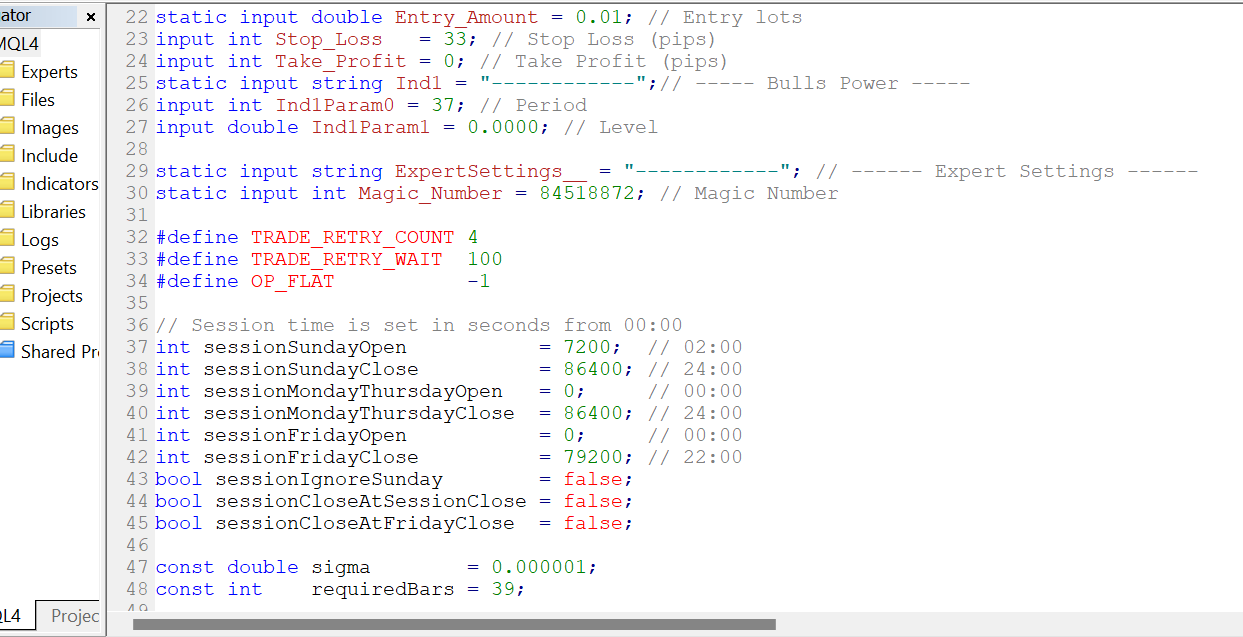 ator ×
MQL4
Experts
Files
Images
Include
Indicators
Libraries
Logs
Presets
Projects
Scripts
Shared Pr
QL4 Projec
22 static input double Entry_Amount = 0.01; // Entry lots
23 input int Stop_Loss   = 33; // Stop Loss (pips)
24 input int Take_Profit = 0; // Take Profit (pips)
25 static input string Ind1 = "------------";// ----- Bulls Power -----
26 input int Ind1Param0 = 37; // Period
27 input double Ind1Param1 = 0.0000; // Level
28
29 static input string ExpertSettings__ = "------------"; // ------ Expert Settings ------
30 static input int Magic_Number = 84518872; // Magic Number
31
32 #define TRADE_RETRY_COUNT 4
33 #define TRADE_RETRY_WAIT  100
34 #define OP_FLAT           -1
35
36 // Session time is set in seconds from 00:00
37 int sessionSundayOpen           = 7200;  // 02:00
38 int sessionSundayClose          = 86400; // 24:00
39 int sessionMondayThursdayOpen   = 0;     // 00:00
40 int sessionMondayThursdayClose  = 86400; // 24:00
41 int sessionFridayOpen           = 0;     // 00:00
42 int sessionFridayClose          = 79200; // 22:00
43 bool sessionIgnoreSunday        = false;
44 bool sessionCloseAtSessionClose = false;
45 bool sessionCloseAtFridayClose  = false;
46
47 const double sigma        = 0.000001;
48 const int    requiredBars = 39;
49